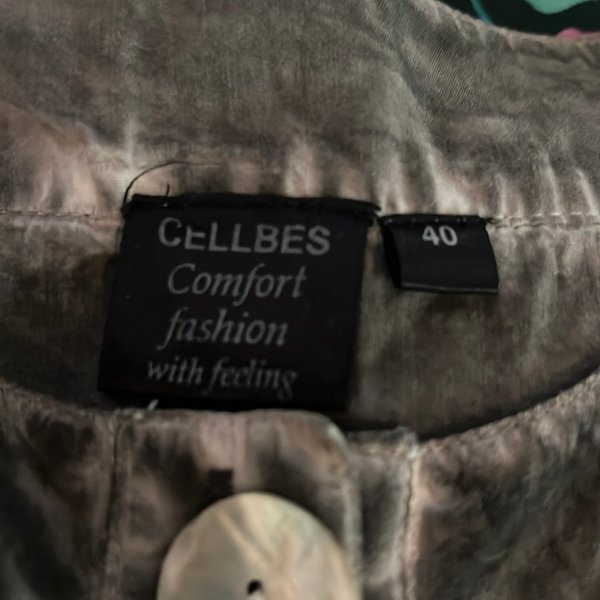 CELLBES
Comfort
fashion
with feeling
40